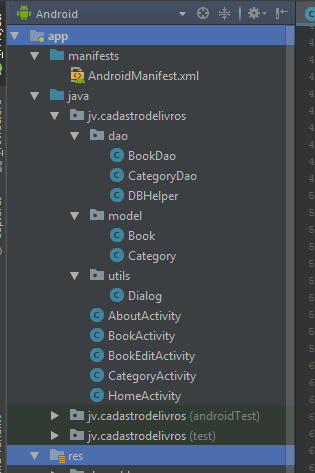 Android
app
manifests
AndroidManifest.xml
java
jv.cadastrodelivros
dao
BookDao
CategoryDao
DBHelper
model
Book
Category
utils
Dialog
AboutActivity
BookActivity
BookEditActivity
CategoryActivity
HomeActivity
jv.cadastrodelivros (androidTest)
jv.cadastrodelivros (test)
res